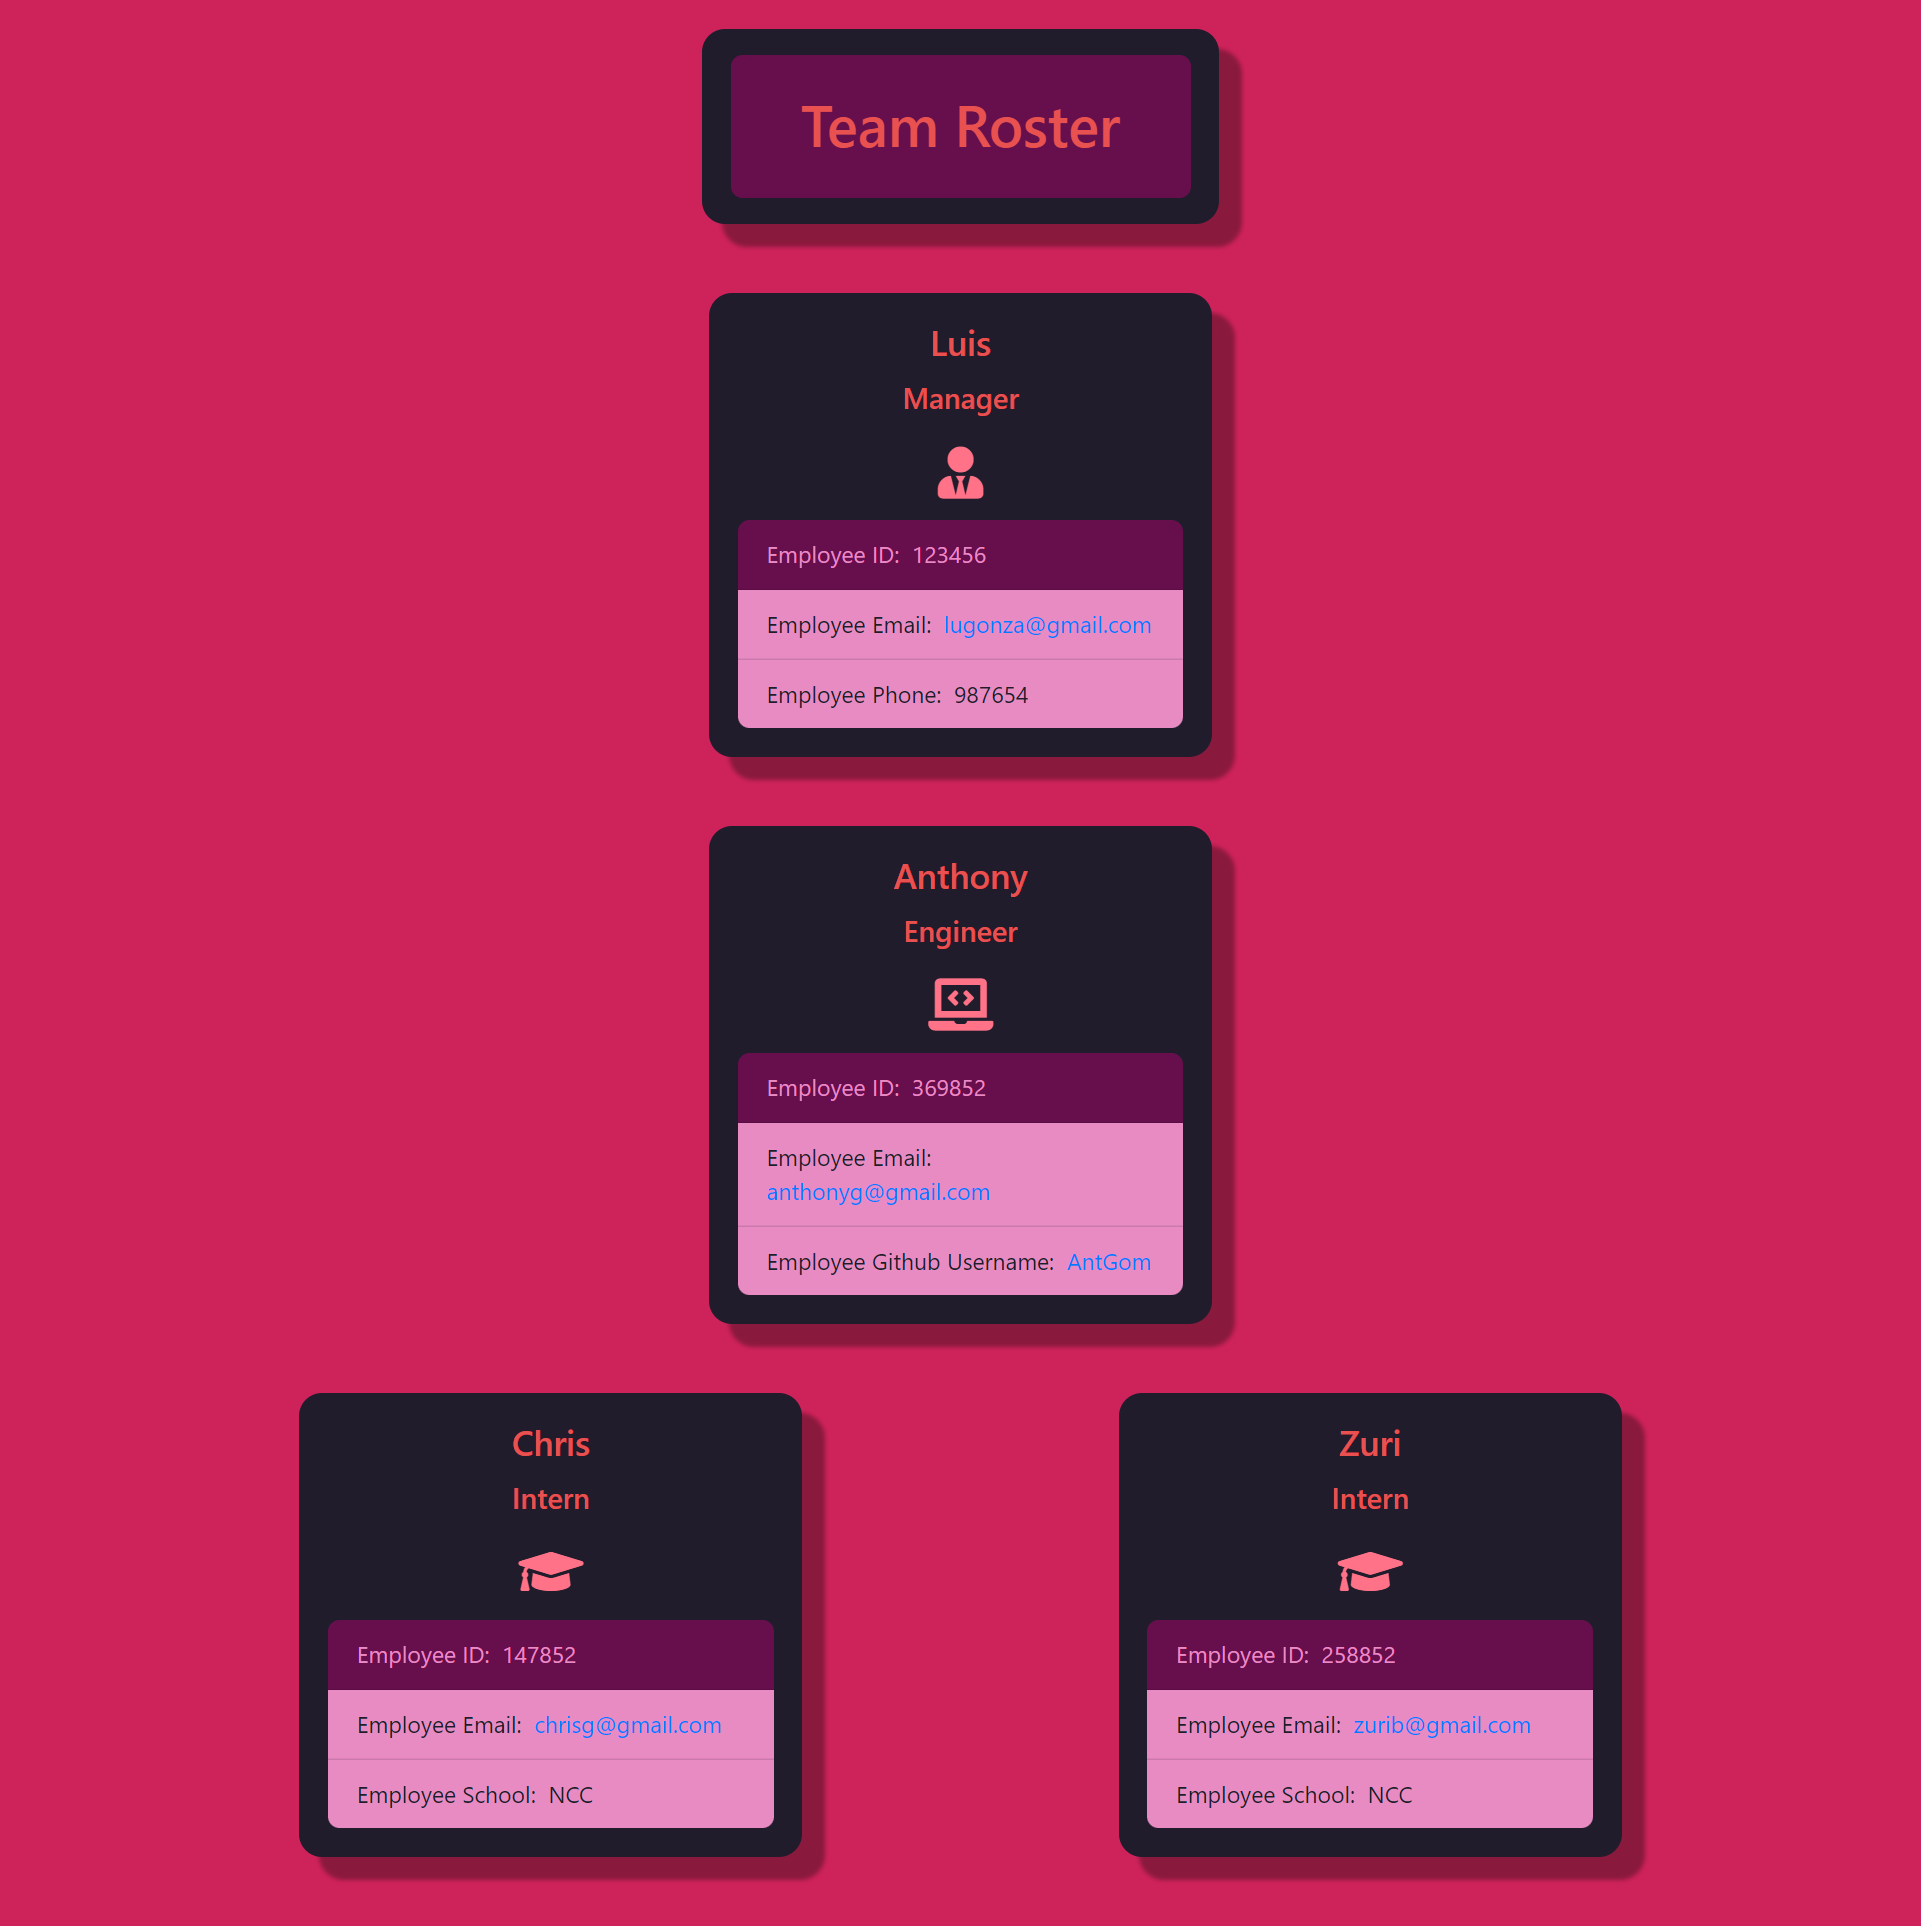 Team Roster
Luis
Manager
Employee ID: 123456
Employee Email: lugonza@gmail.com
Employee Phone: 987654
Anthony
Engineer
Employee ID: 369852
Employee Email:
anthonyg@gmail.com
Employee Github Username: AntGom
Chris
Intern
Employee ID: 147852
Employee Email: chrisg@gmail.com
Employee School: NCC
Zuri
Intern
Employee ID: 258852
Employee Email: zurib@gmail.com
Employee School: NCC